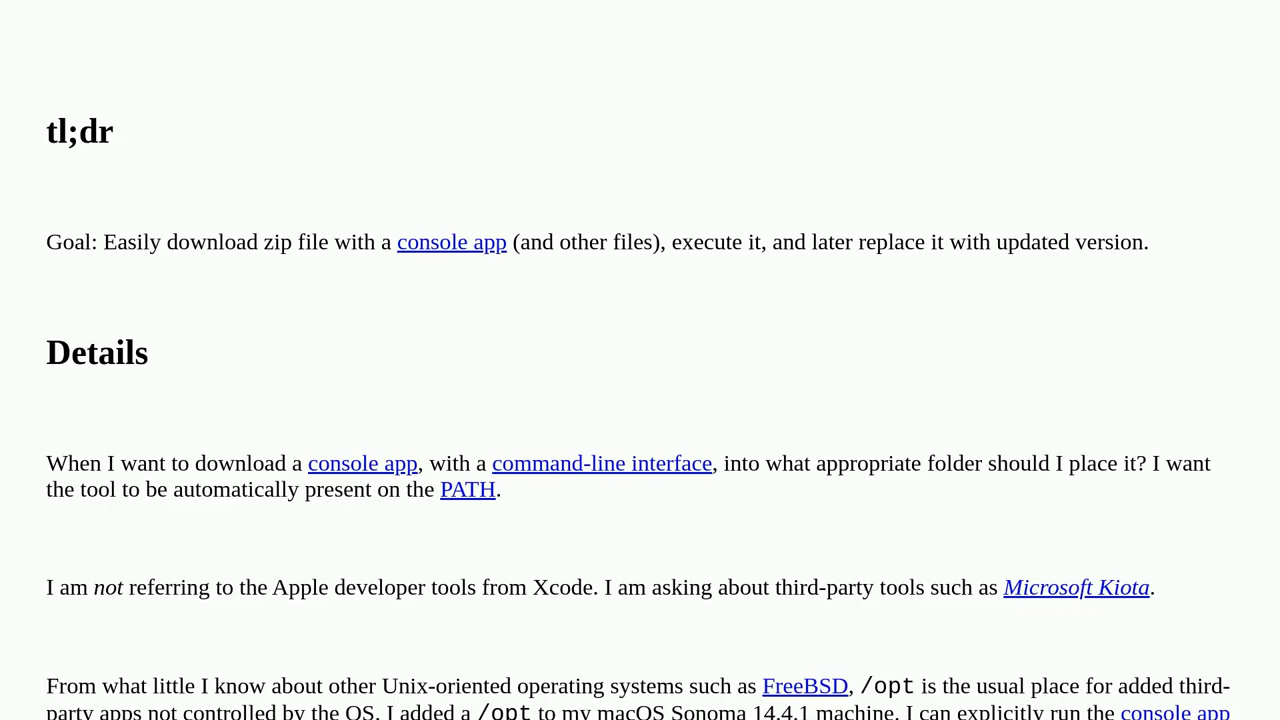 tl;dr
Goal: Easily download zip file with a console app (and other files), execute it, and later replace it with updated version.
Details
When I want to download a console app, with a command-line interface, into what appropriate folder should I place it? I want
the tool to be automatically present on the PATH.
I am not referring to the Apple developer tools from Xcode. I am asking about third-party tools such as Microsoft Kiota.
From what little I know about other Unix-oriented operating systems such as FreeBSD, /opt is the usual place for added third-
party apps not controlled by the OS. I added a /opt to my macOS Sonoma 14.4.1 machine. I can explicitly run the console app